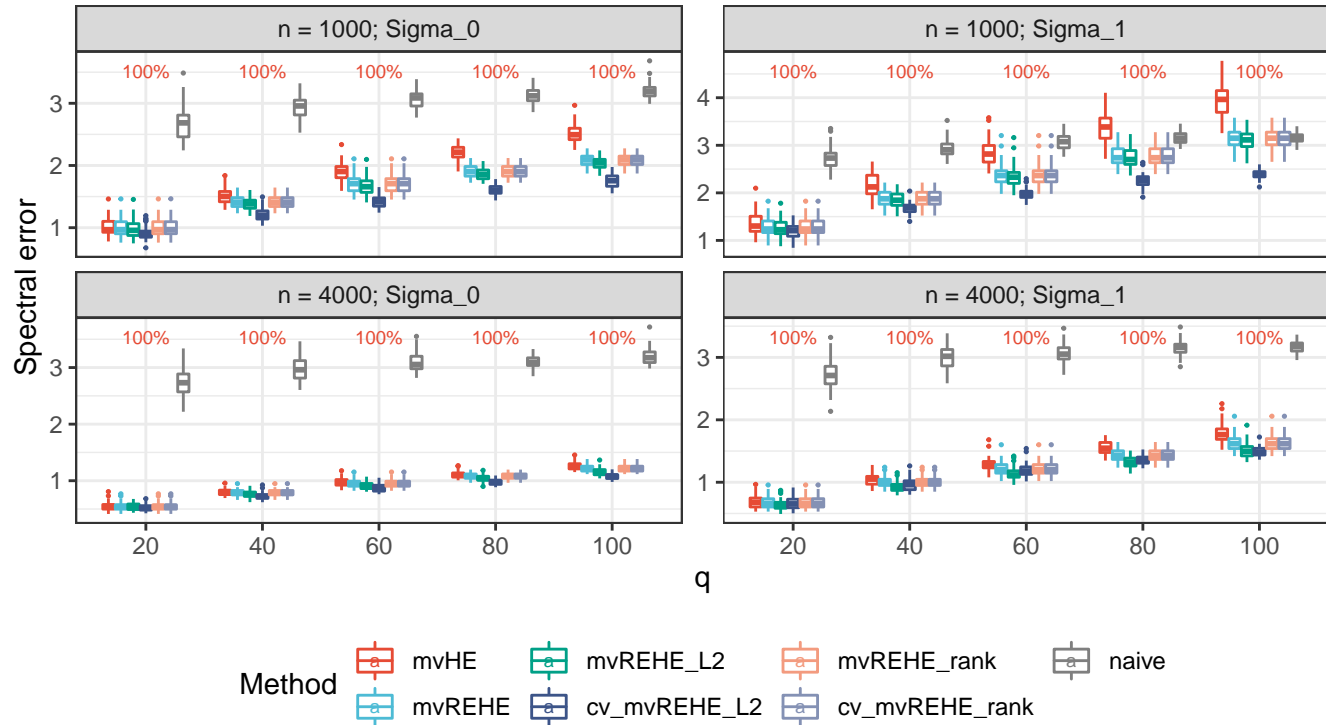 n = 1000; Sigma_0
n = 1000; Sigma_1
100% 100% 100% 100% 100%
100% 100% 100% 100% 100%
3
2
1
4
3
2
1
n = 4000; Sigma_0
n = 4000; Sigma_1
100% 100% 100% 100% 100%
100% 100% 100% 100% 100%
3
2
1
3
2
1
20 40 60 80 100
20 40 60 80 100
Spectral error
q
Method
a mvHE
a mvREHE_L2
a mvREHE_rank
a naive
a mvREHE
a cv_mvREHE_L2
a cv_mvREHE_rank